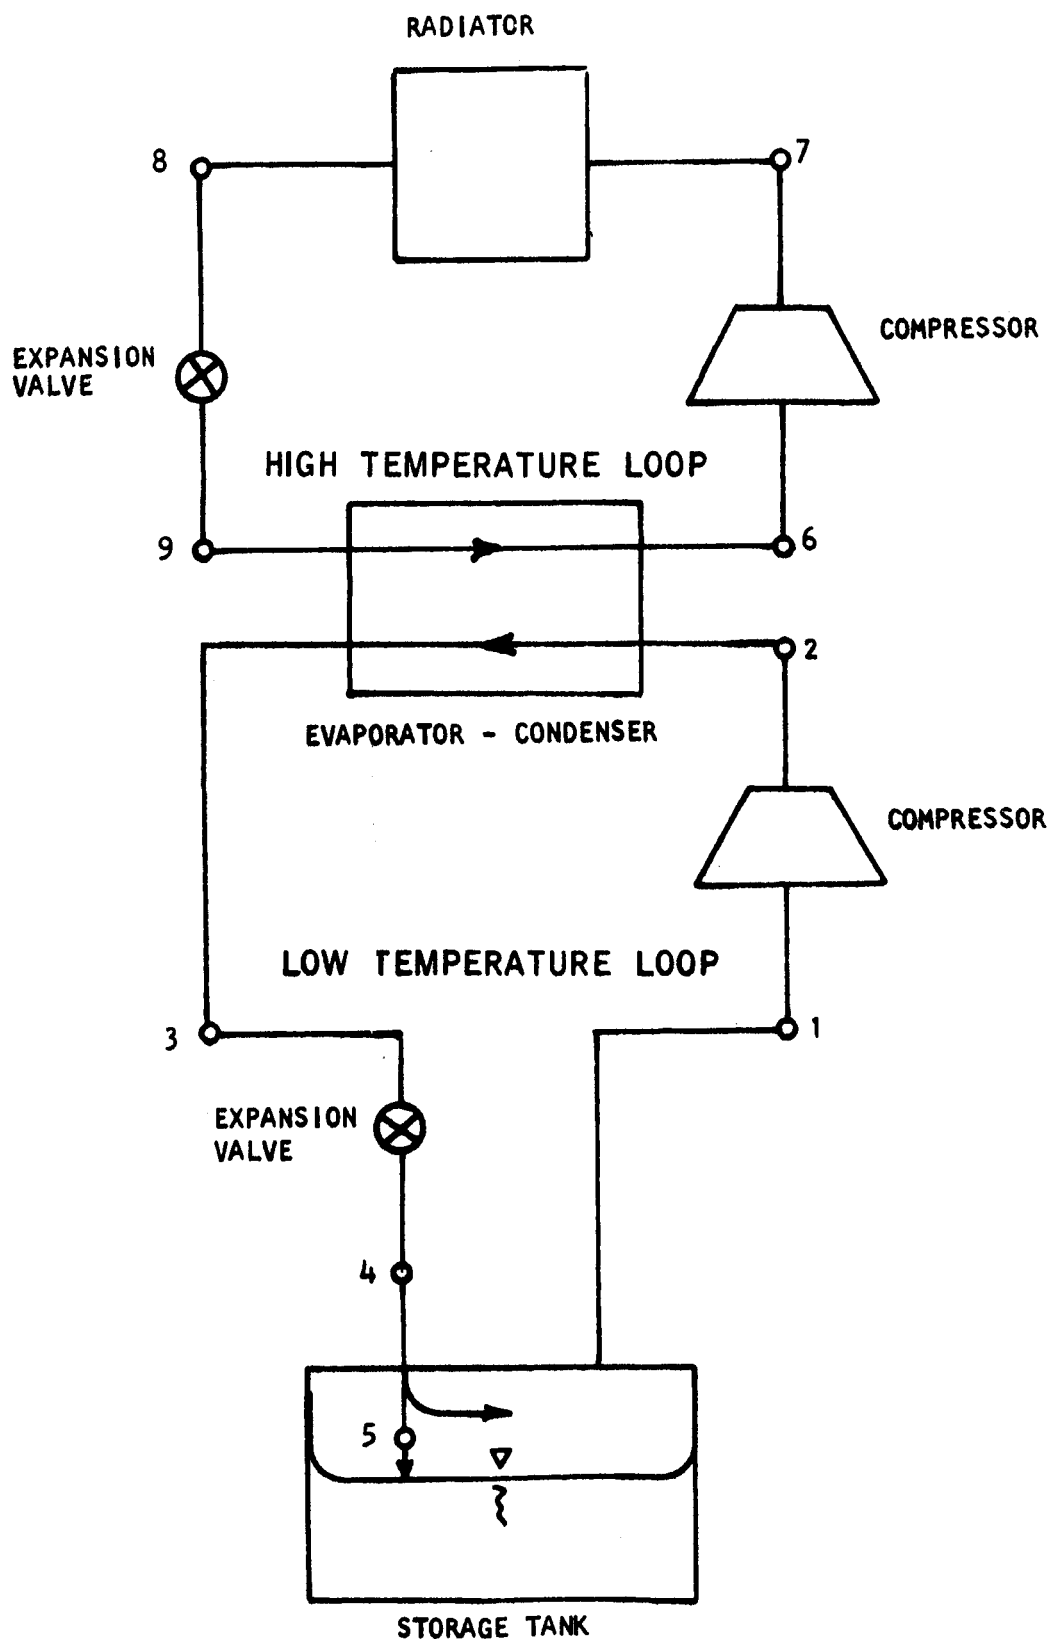 RADIATOR
8
7
COMPRESSOR
EXPANSION
VALVE
HIGH TEMPERATURE LOOP
9
6
2
EVAPORATOR - CONDENSER
COMPRESSOR
LOW TEMPERATURE LOOP
3
1
EXPANSION
VALVE
4
5
STORAGE TANK